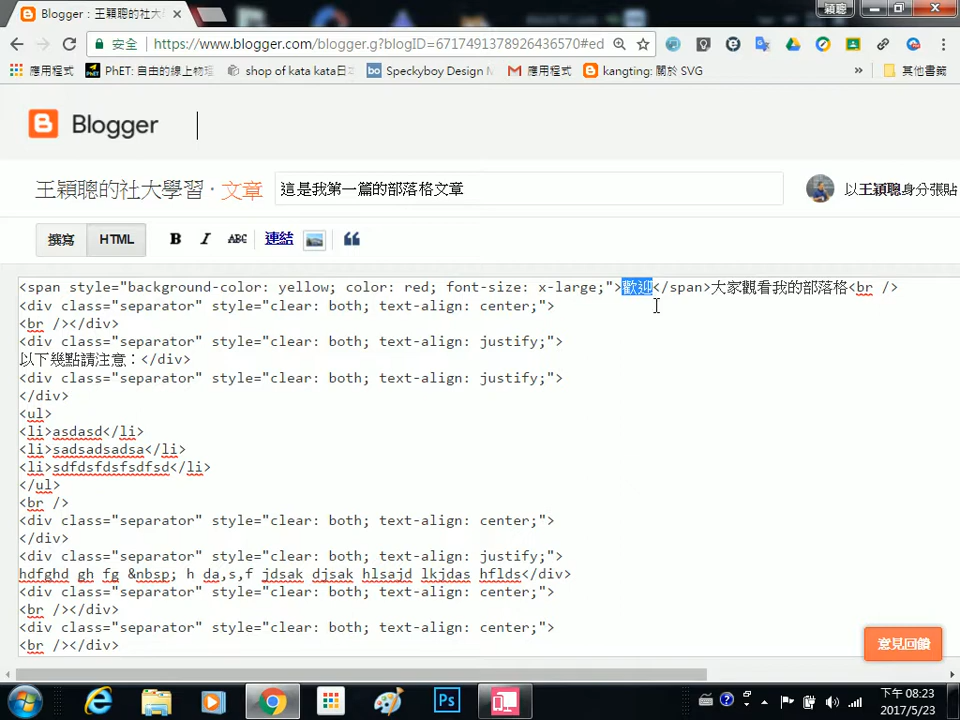 Blogger：王穎聰的社大學習
穎聰
安全 https://www.blogger.com/blogger.g?blogID=6717491378926436570#ed
應用程式 PhET: 自由的線上物理 shop of kata kata日本 Speckyboy Design M 應用程式 kangting: 關於 SVG » 其他書籤
Blogger
王穎聰的社大學習 · 文章 這是我第一篇的部落格文章 以王穎聰身分張貼
撰寫 HTML B I ABC 連結
<span style="background-color: yellow; color: red; font-size: x-large;">歡迎</span>大家觀看我的部落格<br />
<div class="separator" style="clear: both; text-align: center;">
<br /></div>
<div class="separator" style="clear: both; text-align: justify;">
以下幾點請注意：</div>
<div class="separator" style="clear: both; text-align: justify;">
</div>
<ul>
<li>asdasd</li>
<li>sadsadsadsa</li>
<li>sdfdsfdsfsdfsd</li>
</ul>
<br />
<div class="separator" style="clear: both; text-align: center;">
</div>
<div class="separator" style="clear: both; text-align: justify;">
hdfghd gh fg &nbsp; h da,s,f jdsak djsak hlsajd lkjdas hflds</div>
<div class="separator" style="clear: both; text-align: center;">
<br /></div>
<div class="separator" style="clear: both; text-align: center;">
<br /></div>
意見回饋
Ps
下午 08:23
2017/5/23